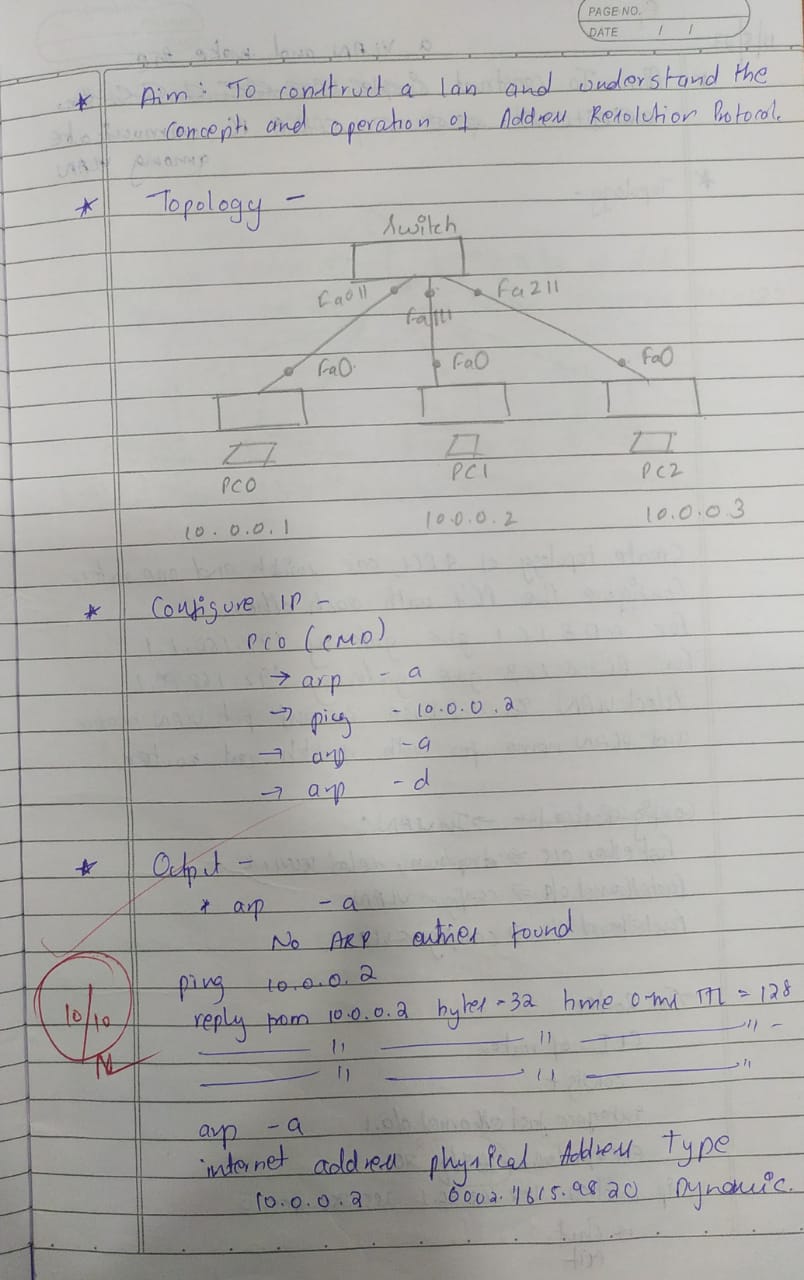 PAGE NO.
DATE / /
* Aim: To construct a lan and understand the
concepts and operation of Address Resolution Protocol.
* Topology -
Switch
Fa0/1 Fa1/1 Fa2/1
Fa0 Fa0 Fa0
PC0 PC1 PC2
10.0.0.1 10.0.0.2 10.0.0.3
* Configure IP -
PC0 (CMD)
→ arp - a
→ ping - 10.0.0.2
→ arp - a
→ arp - d
* Output -
* arp - a
No ARP entries found
ping 10.0.0.2
reply from 10.0.0.2 bytes = 32 time 0-ms TTL = 128
" " "
" " "
10/10
arp - a
internet address physical Address Type
10.0.0.2 Dynamic.